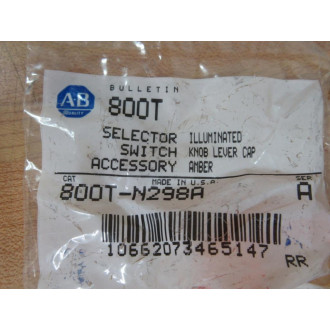 BULLETIN
AB
QUALITY
800T
SELECTOR ILLUMINATED
SWITCH KNOB LEVER CAP
ACCESSORY AMBER
CAT MADE IN U.S.A. SER
800T-N298A A
10662073465147
RR